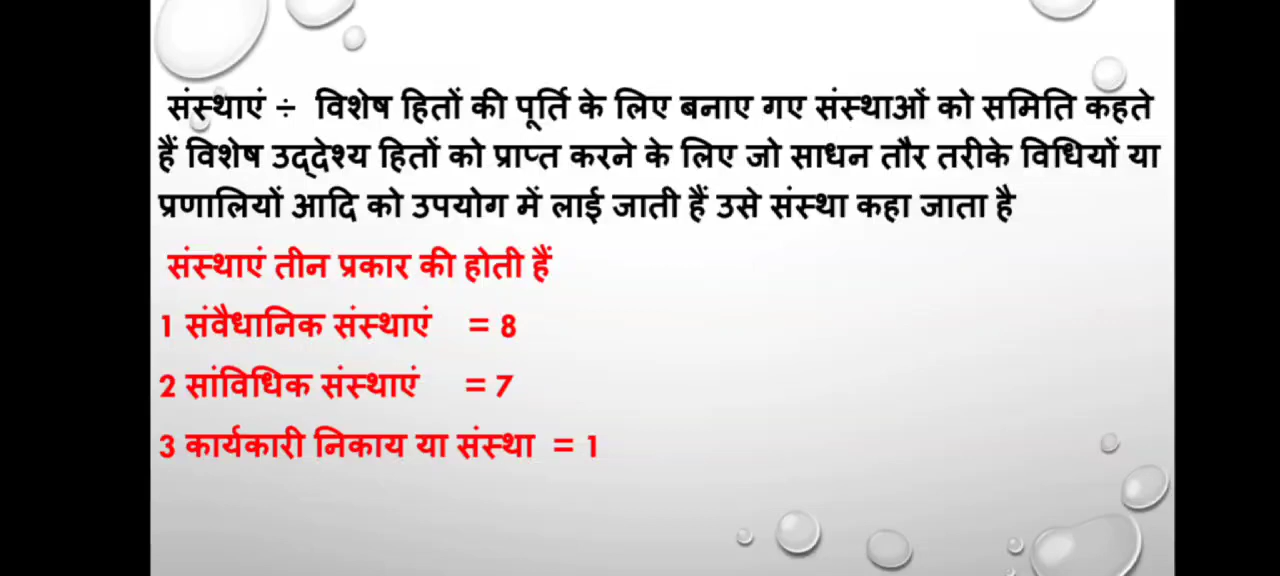 संस्थाएं ÷ विशेष हितों की पूर्ति के लिए बनाए गए संस्थाओं को समिति कहते
हैं विशेष उद्देश्य हितों को प्राप्त करने के लिए जो साधन तौर तरीके विधियों या
प्रणालियों आदि को उपयोग में लाई जाती हैं उसे संस्था कहा जाता है
संस्थाएं तीन प्रकार की होती हैं
1 संवैधानिक संस्थाएं = 8
2 सांविधिक संस्थाएं = 7
3 कार्यकारी निकाय या संस्था = 1